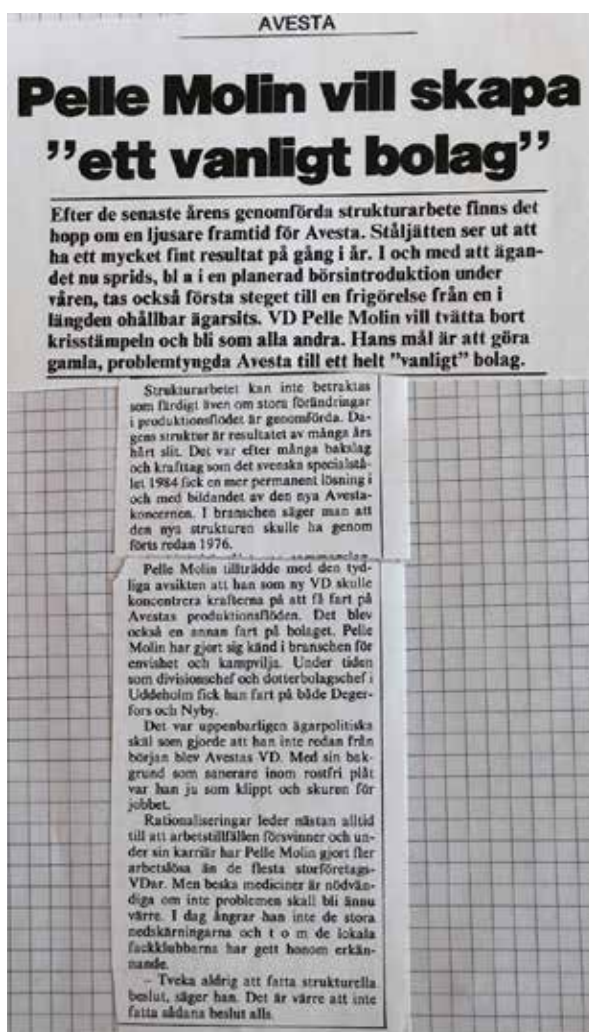 AVESTA
Pelle Molin vill skapa
”ett vanligt bolag”
Efter de senaste årens genomförda strukturarbete finns det
hopp om en ljusare framtid för Avesta. Ståljätten ser ut att
ha ett mycket fint resultat på gång i år. I och med att ägan-
det nu sprids, bl a i en planerad börsintroduktion under
våren, tas också första steget till en frigörelse från en i
längden ohållbar ägarsits. VD Pelle Molin vill tvätta bort
krisstämpeln och bli som alla andra. Hans mål är att göra
gamla, problemtyngda Avesta till ett helt ”vanligt” bolag.
Strukturarbetet kan inte betraktas
som färdigt även om stora förändringar
i produktionsflödet är genomförda. Da-
gens struktur är resultatet av många års
hårt slit. Det var efter många bakslag
och krafttag som det svenska specialstå-
let 1984 fick en mer permanent lösning i
och med bildandet av den nya Avesta-
koncernen. I branschen säger man att
den nya strukturen skulle ha genom
förts redan 1976.
Pelle Molin tillträdde med den tyd-
liga avsikten att han som ny VD skulle
koncentrera krafterna på att få fart på
Avestas produktionsflöden. Det blev
också en annan fart på bolaget. Pelle
Molin har gjort sig känd i branschen för
envishet och kampvilja. Under tiden
som divisionschef och dotterbolagschef i
Uddeholm fick han fart på både Deger-
fors och Nyby.
Det var uppenbarligen ägarpolitiska
skäl som gjorde att han inte redan från
början blev Avestas VD. Med sin bak-
grund som sanerare inom rostfri plåt
var han ju som klippt och skuren för
jobbet.
Rationaliseringar leder nästan alltid
till att arbetstillfällen försvinner och un-
der sin karriär har Pelle Molin gjort fler
arbetslösa än de flesta storföretags-
VDar. Men beska mediciner är nödvän-
diga om inte problemen skall bli ännu
värre. I dag ångrar han inte de stora
nedskärningarna och t o m de lokala
fackklubbarna har gett honom erkän-
nande.
– Tveka aldrig att fatta strukturella
beslut, säger han. Det är värre att inte
fatta sådana beslut alls.